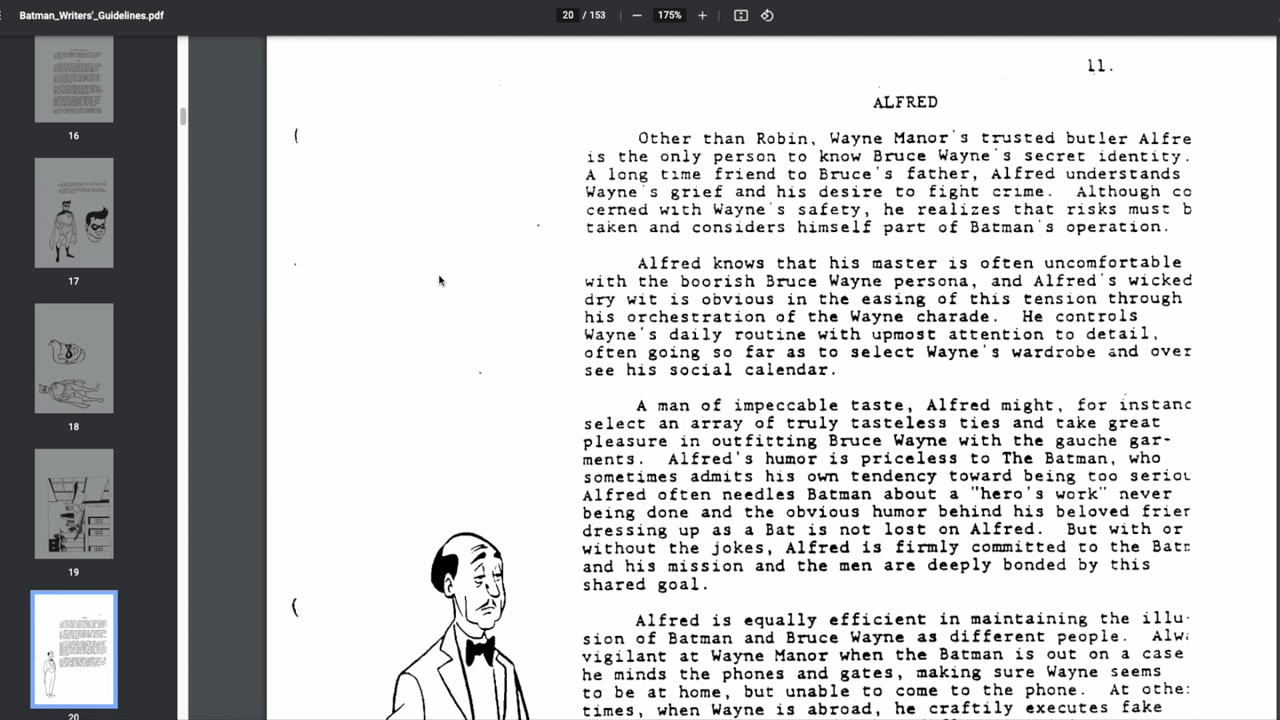 Batman_Writers'_Guidelines.pdf
20 / 153
175%
16
17
18
19
20
11.
ALFRED
Other than Robin, Wayne Manor's trusted butler Alfre
is the only person to know Bruce Wayne's secret identity.
A long time friend to Bruce's father, Alfred understands
Wayne's grief and his desire to fight crime. Although co
cerned with Wayne's safety, he realizes that risks must b
taken and considers himself part of Batman's operation.
Alfred knows that his master is often uncomfortable
with the boorish Bruce Wayne persona, and Alfred's wicked
dry wit is obvious in the easing of this tension through
his orchestration of the Wayne charade. He controls
Wayne's daily routine with upmost attention to detail,
often going so far as to select Wayne's wardrobe and over
see his social calendar.
A man of impeccable taste, Alfred might, for instanc
select an array of truly tasteless ties and take great
pleasure in outfitting Bruce Wayne with the gauche gar-
ments. Alfred's humor is priceless to The Batman, who
sometimes admits his own tendency toward being too seriou
Alfred often needles Batman about a "hero's work" never
being done and the obvious humor behind his beloved frien
dressing up as a Bat is not lost on Alfred. But with or
without the jokes, Alfred is firmly committed to the Batm
and his mission and the men are deeply bonded by this
shared goal.
Alfred is equally efficient in maintaining the illu-
sion of Batman and Bruce Wayne as different people. Alwa
vigilant at Wayne Manor when the Batman is out on a case
he minds the phones and gates, making sure Wayne seems
to be at home, but unable to come to the phone. At othe
times, when Wayne is abroad, he craftily executes fake